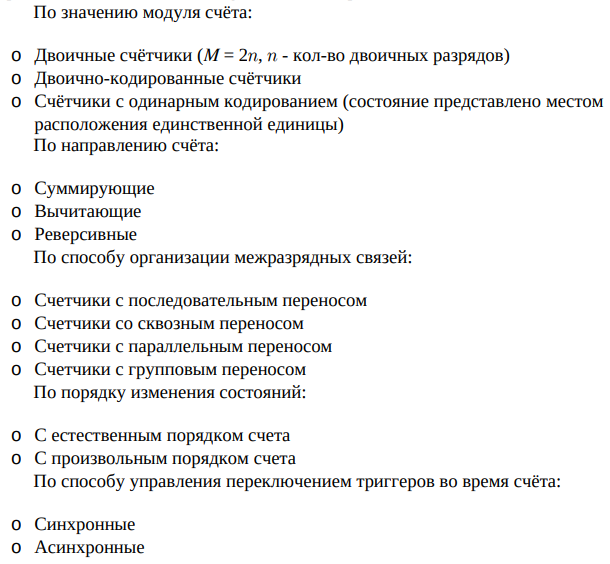 По значению модуля счёта:
o Двоичные счётчики (M = 2n, n - кол-во двоичных разрядов)
o Двоично-кодированные счётчики
o Счётчики с одинарным кодированием (состояние представлено местом
расположения единственной единицы)
По направлению счёта:
o Суммирующие
o Вычитающие
o Реверсивные
По способу организации межразрядных связей:
o Счетчики с последовательным переносом
o Счетчики со сквозным переносом
o Счетчики с параллельным переносом
o Счетчики с групповым переносом
По порядку изменения состояний:
o С естественным порядком счета
o С произвольным порядком счета
По способу управления переключением триггеров во время счёта:
o Синхронные
o Асинхронные